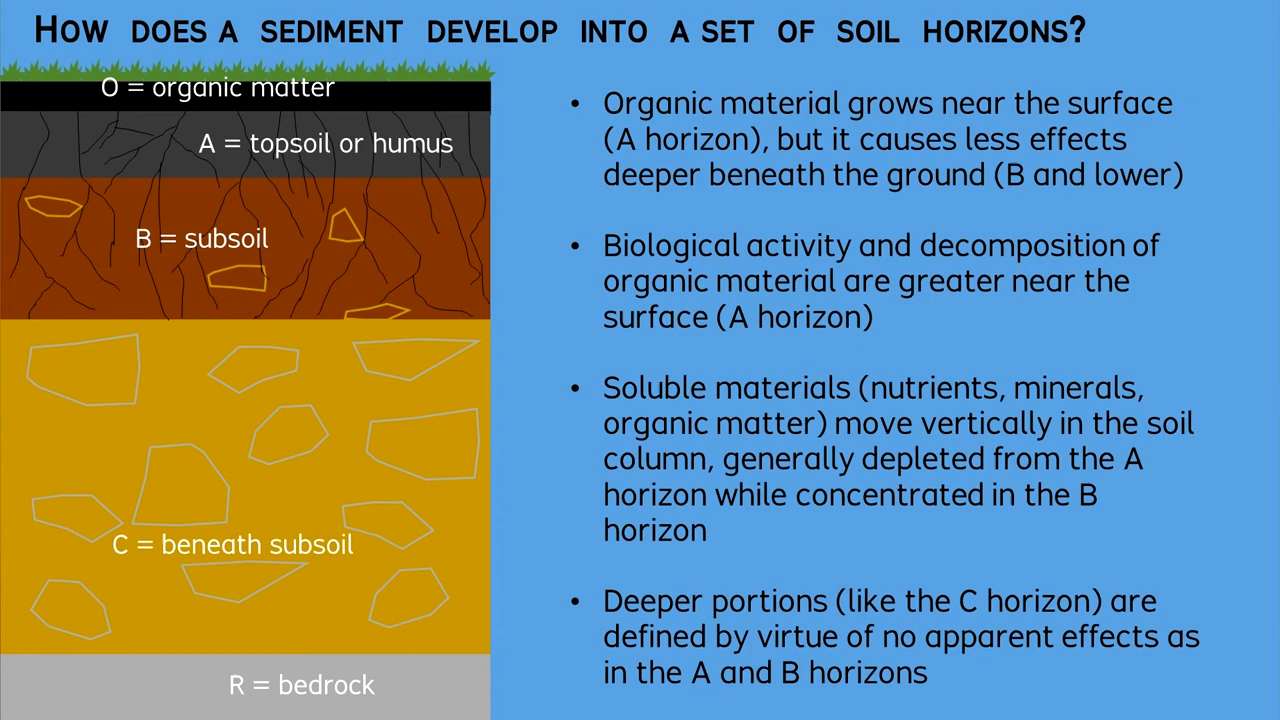 HOW DOES A SEDIMENT DEVELOP INTO A SET OF SOIL HORIZONS?
O = organic matter
A = topsoil or humus
B = subsoil
C = beneath subsoil
R = bedrock
• Organic material grows near the surface
(A horizon), but it causes less effects
deeper beneath the ground (B and lower)
• Biological activity and decomposition of
organic material are greater near the
surface (A horizon)
• Soluble materials (nutrients, minerals,
organic matter) move vertically in the soil
column, generally depleted from the A
horizon while concentrated in the B
horizon
• Deeper portions (like the C horizon) are
defined by virtue of no apparent effects as
in the A and B horizons